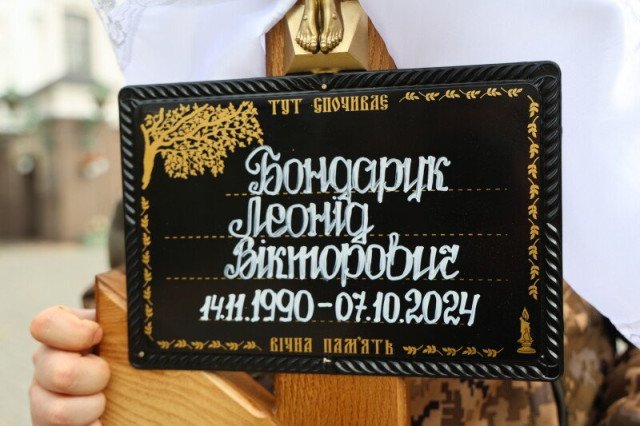 ТУТ СПОЧИВАЄ
Бондарук
Леонід
Вікторович
14.11.1990-07.10.2024
ВІЧНА ПАМ'ЯТЬ